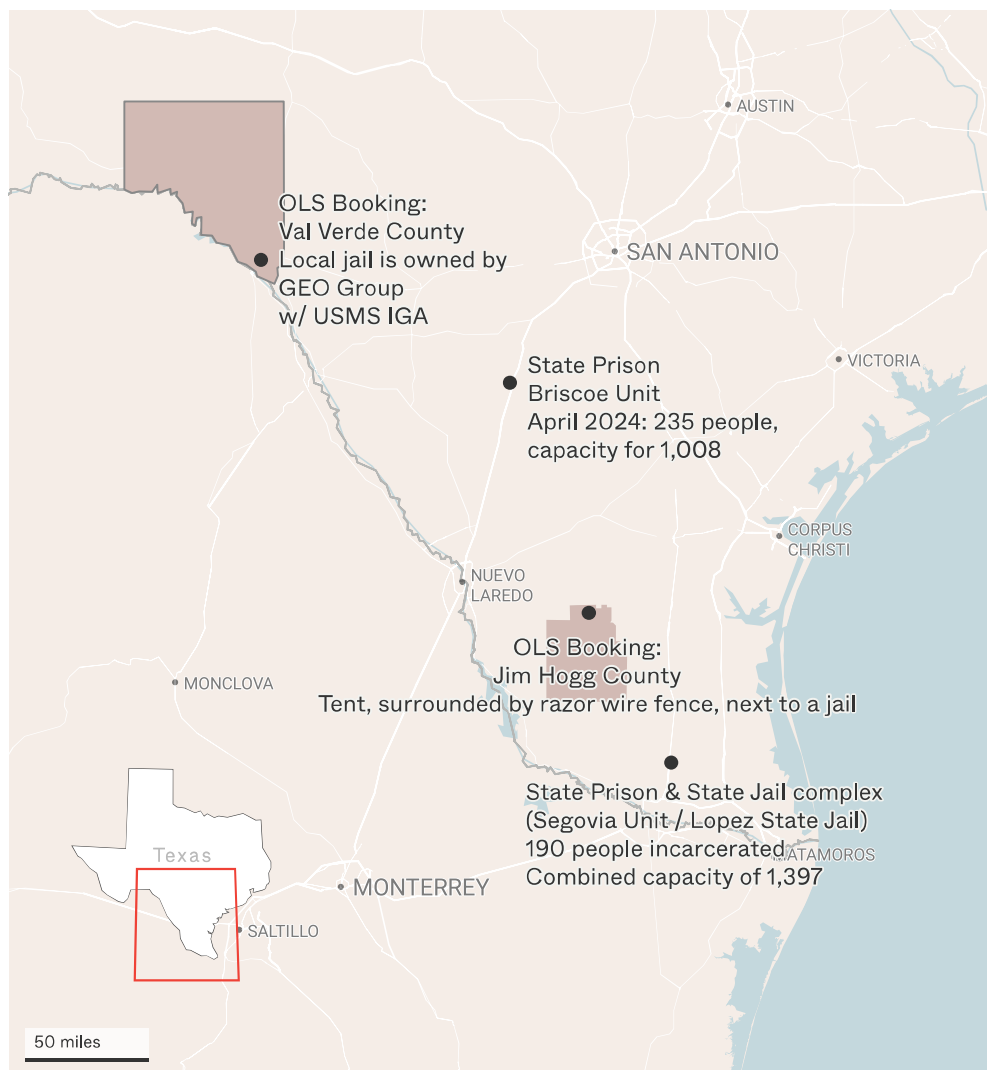 AUSTIN
OLS Booking:
Val Verde County
Local jail is owned by
GEO Group
w/ USMS IGA
SAN ANTONIO
State Prison
Briscoe Unit
April 2024: 235 people,
capacity for 1,008
VICTORIA
CORPUS
CHRISTI
NUEVO
LAREDO
OLS Booking:
Jim Hogg County
Tent, surrounded by razor wire fence, next to a jail
MONCLOVA
State Prison & State Jail complex
(Segovia Unit / Lopez State Jail)
190 people incarcerated
Combined capacity of 1,397
MATAMOROS
Texas
MONTERREY
SALTILLO
50 miles